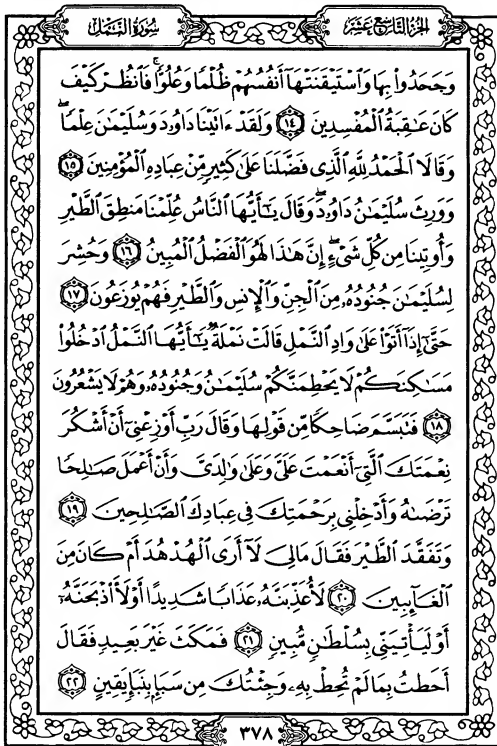 الجزء التاسع عشر
سورة النمل
وَجَحَدُوا۟ بِهَا وَٱسْتَيْقَنَتْهَآ أَنفُسُهُمْ ظُلْمًا وَعُلُوًّا ۚ فَٱنظُرْ كَيْفَ
كَانَ عَـٰقِبَةُ ٱلْمُفْسِدِينَ ١٤ وَلَقَدْ ءَاتَيْنَا دَاوُۥدَ وَسُلَيْمَـٰنَ عِلْمًا ۖ
وَقَالَا ٱلْحَمْدُ لِلَّهِ ٱلَّذِى فَضَّلَنَا عَلَىٰ كَثِيرٍ مِّنْ عِبَادِهِ ٱلْمُؤْمِنِينَ ١٥
وَوَرِثَ سُلَيْمَـٰنُ دَاوُۥدَ ۖ وَقَالَ يَـٰٓأَيُّهَا ٱلنَّاسُ عُلِّمْنَا مَنطِقَ ٱلطَّيْرِ
وَأُوتِينَا مِن كُلِّ شَىْءٍ ۖ إِنَّ هَـٰذَا لَهُوَ ٱلْفَضْلُ ٱلْمُبِينُ ١٦ وَحُشِرَ
لِسُلَيْمَـٰنَ جُنُودُهُۥ مِنَ ٱلْجِنِّ وَٱلْإِنسِ وَٱلطَّيْرِ فَهُمْ يُوزَعُونَ ١٧
حَتَّىٰٓ إِذَآ أَتَوْا۟ عَلَىٰ وَادِ ٱلنَّمْلِ قَالَتْ نَمْلَةٌ يَـٰٓأَيُّهَا ٱلنَّمْلُ ٱدْخُلُوا۟
مَسَـٰكِنَكُمْ لَا يَحْطِمَنَّكُمْ سُلَيْمَـٰنُ وَجُنُودُهُۥ وَهُمْ لَا يَشْعُرُونَ
١٨ فَتَبَسَّمَ ضَاحِكًا مِّن قَوْلِهَا وَقَالَ رَبِّ أَوْزِعْنِىٓ أَنْ أَشْكُرَ
نِعْمَتَكَ ٱلَّتِىٓ أَنْعَمْتَ عَلَىَّ وَعَلَىٰ وَٰلِدَىَّ وَأَنْ أَعْمَلَ صَـٰلِحًا
تَرْضَىٰهُ وَأَدْخِلْنِى بِرَحْمَتِكَ فِى عِبَادِكَ ٱلصَّـٰلِحِينَ ١٩
وَتَفَقَّدَ ٱلطَّيْرَ فَقَالَ مَالِىَ لَآ أَرَى ٱلْهُدْهُدَ أَمْ كَانَ مِنَ
ٱلْغَآئِبِينَ ٢٠ لَأُعَذِّبَنَّهُۥ عَذَابًا شَدِيدًا أَوْ لَأَا۟ذْبَحَنَّهُۥٓ
أَوْ لَيَأْتِيَنِّى بِسُلْطَـٰنٍ مُّبِينٍ ٢١ فَمَكَثَ غَيْرَ بَعِيدٍ فَقَالَ
أَحَطتُ بِمَا لَمْ تُحِطْ بِهِۦ وَجِئْتُكَ مِن سَبَإٍۭ بِنَبَإٍ يَقِينٍ ٢٢
٣٧٨